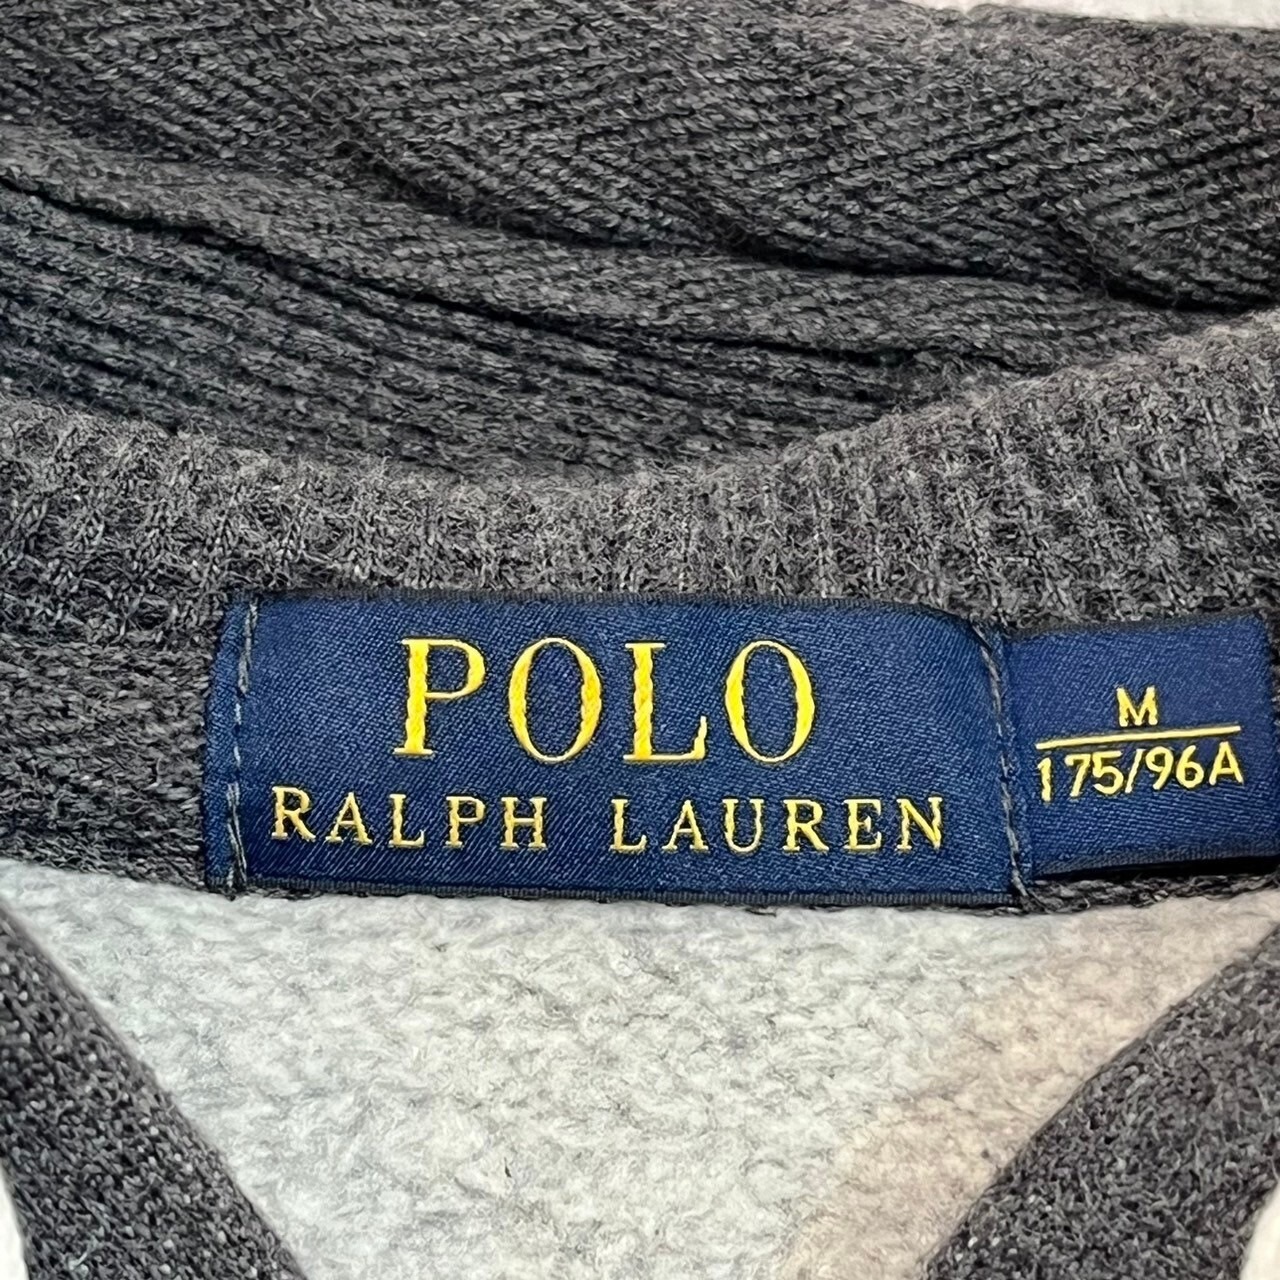 POLO
RALPH LAUREN
M
175/96A